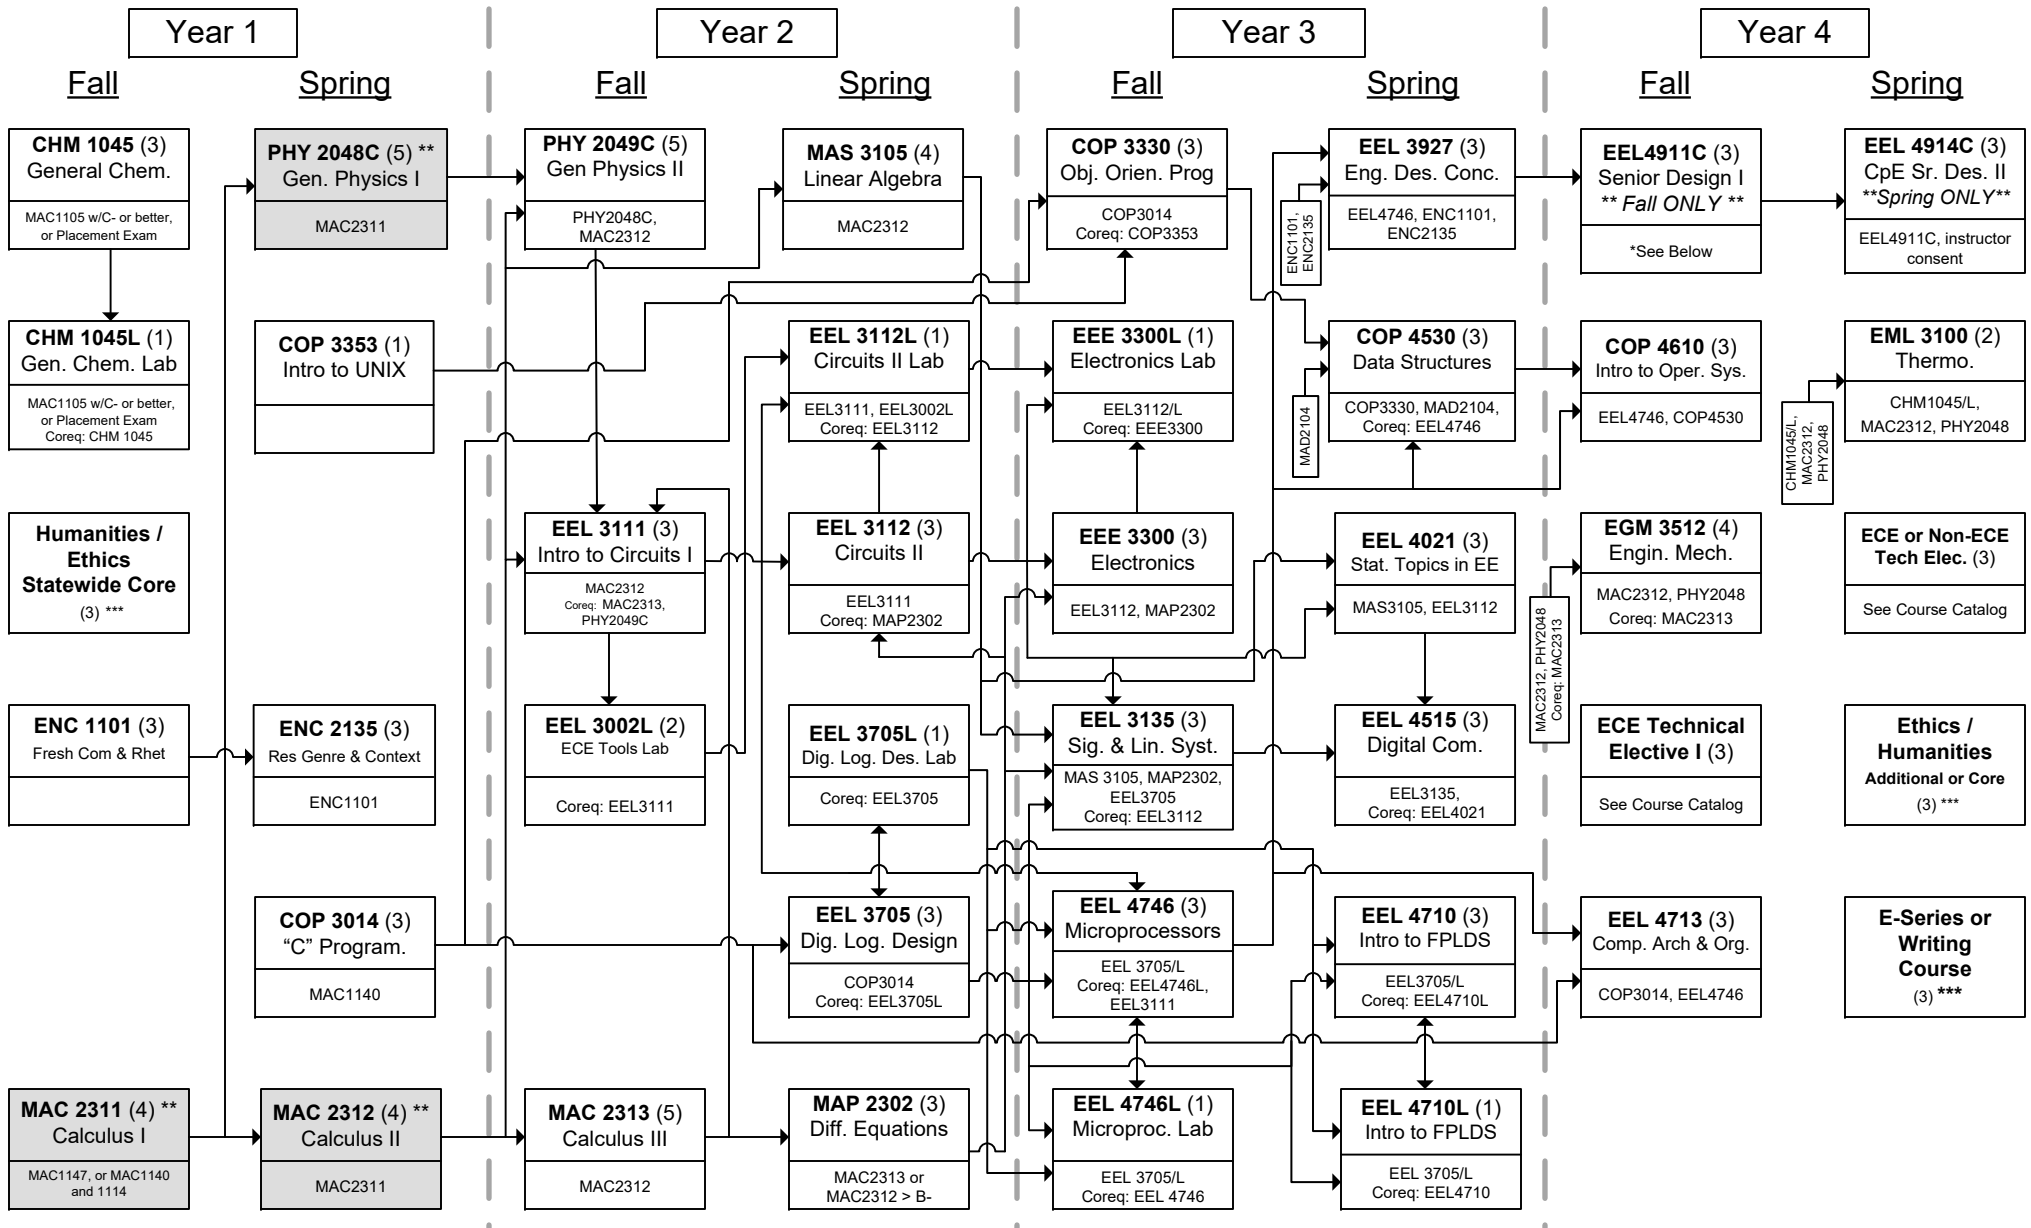 Year 1
Year 2
Year 3
Year 4
Fall
Spring
Fall
Spring
Fall
Spring
Fall
Spring
CHM 1045 (3)
General Chem.
MAC1105 w/C- or better,
or Placement Exam
PHY 2048C (5) **
Gen. Physics I
MAC2311
PHY 2049C (5)
Gen Physics II
PHY2048C,
MAC2312
MAS 3105 (4)
Linear Algebra
MAC2312
COP 3330 (3)
Obj. Orien. Prog
COP3014
Coreq: COP3353
ENC1101,
ENC2135
EEL 3927 (3)
Eng. Des. Conc.
EEL4746, ENC1101,
ENC2135
EEL4911C (3)
Senior Design I
** Fall ONLY **
*See Below
EEL 4914C (3)
CpE Sr. Des. II
**Spring ONLY**
EEL4911C, instructor
consent
CHM 1045L (1)
Gen. Chem. Lab
MAC1105 w/C- or better,
or Placement Exam
Coreq: CHM 1045
COP 3353 (1)
Intro to UNIX
EEL 3112L (1)
Circuits II Lab
EEL3111, EEL3002L
Coreq: EEL3112
EEE 3300L (1)
Electronics Lab
EEL3112/L
Coreq: EEE3300
MAD2104
COP 4530 (3)
Data Structures
COP3330, MAD2104,
Coreq: EEL4746
COP 4610 (3)
Intro to Oper. Sys.
EEL4746, COP4530
CHM1045/L,
MAC2312,
PHY2048
EML 3100 (2)
Thermo.
CHM1045/L,
MAC2312, PHY2048
Humanities /
Ethics
Statewide Core
(3) ***
EEL 3111 (3)
Intro to Circuits I
MAC2312
Coreq: MAC2313,
PHY2049C
EEL 3112 (3)
Circuits II
EEL3111
Coreq: MAP2302
EEE 3300 (3)
Electronics
EEL3112, MAP2302
EEL 4021 (3)
Stat. Topics in EE
MAS3105, EEL3112
MAC2312, PHY2048
Coreq: MAC2313
EGM 3512 (4)
Engin. Mech.
MAC2312, PHY2048
Coreq: MAC2313
ECE or Non-ECE
Tech Elec. (3)
See Course Catalog
ENC 1101 (3)
Fresh Com & Rhet
ENC 2135 (3)
Res Genre & Context
ENC1101
EEL 3002L (2)
ECE Tools Lab
Coreq: EEL3111
EEL 3705L (1)
Dig. Log. Des. Lab
Coreq: EEL3705
EEL 3135 (3)
Sig. & Lin. Syst.
MAS 3105, MAP2302,
EEL3705
Coreq: EEL3112
EEL 4515 (3)
Digital Com.
EEL3135,
Coreq: EEL4021
ECE Technical
Elective I (3)
See Course Catalog
Ethics /
Humanities
Additional or Core
(3) ***
COP 3014 (3)
“C” Program.
MAC1140
EEL 3705 (3)
Dig. Log. Design
COP3014
Coreq: EEL3705L
EEL 4746 (3)
Microprocessors
EEL 3705/L
Coreq: EEL4746L,
EEL3111
EEL 4710 (3)
Intro to FPLDS
EEL3705/L
Coreq: EEL4710L
EEL 4713 (3)
Comp. Arch & Org.
COP3014, EEL4746
E-Series or
Writing
Course
(3) ***
MAC 2311 (4) **
Calculus I
MAC1147, or MAC1140
and 1114
MAC 2312 (4) **
Calculus II
MAC2311
MAC 2313 (5)
Calculus III
MAC2312
MAP 2302 (3)
Diff. Equations
MAC2313 or
MAC2312 > B-
EEL 4746L (1)
Microproc. Lab
EEL 3705/L
Coreq: EEL 4746
EEL 4710L (1)
Intro to FPLDS
EEL 3705/L
Coreq: EEL4710